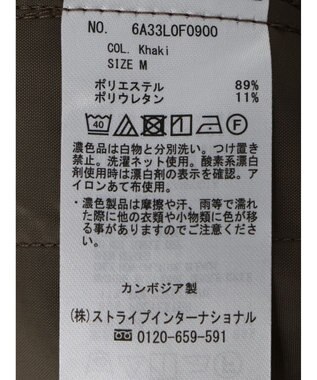 NO. 6A33L0F0900
COL. Khaki
SIZE M
ポリエステル 89%
ポリウレタン 11%
40
F
濃色品は白物と分別洗い。つけ置き
禁止。洗濯ネット使用。酸素系漂白
剤使用時は漂白剤の表示を確認。ア
イロンあて布使用。
・濃色製品は摩擦や汗、雨等で濡れ
た際に他の衣類や小物類に色が移
る事がありますのでご注意くださ
い。
カンボジア製
(株)ストライプインターナショナル
0120-659-591